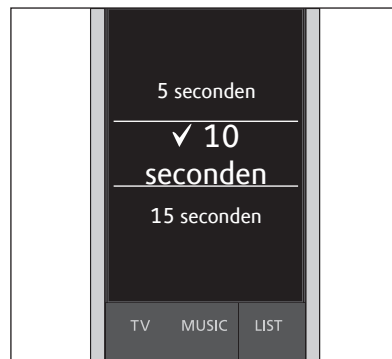 5 seconden
✓ 10
seconden
15 seconden
TV MUSIC LIST